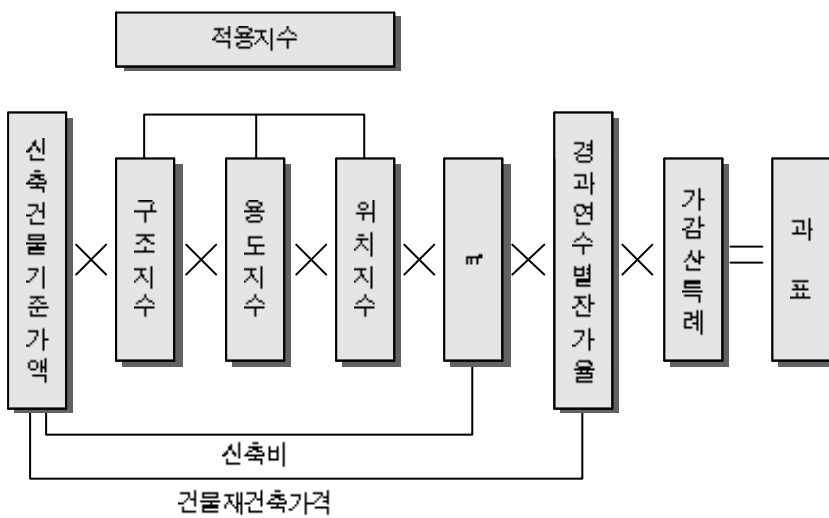 적용지수
신축건물기준가액
구조지수
용도지수
위치지수
㎡
경과연수별잔가율
가감산특례
과표
신축비
건물재건축가격